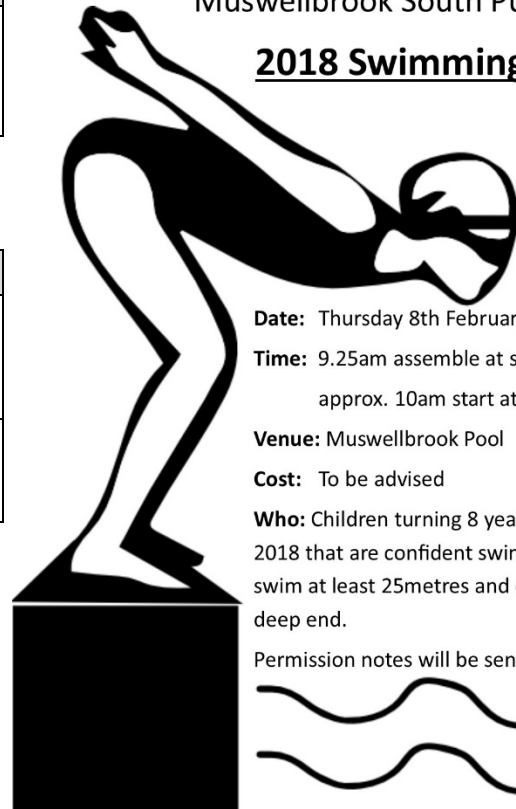 Muswellbrook South Pu
2018 Swimming
Date: Thursday 8th Februar
Time: 9.25am assemble at s
approx. 10am start at
Venue: Muswellbrook Pool
Cost: To be advised
Who: Children turning 8 yea
2018 that are confident swin
swim at least 25metres and
deep end.
Permission notes will be sen